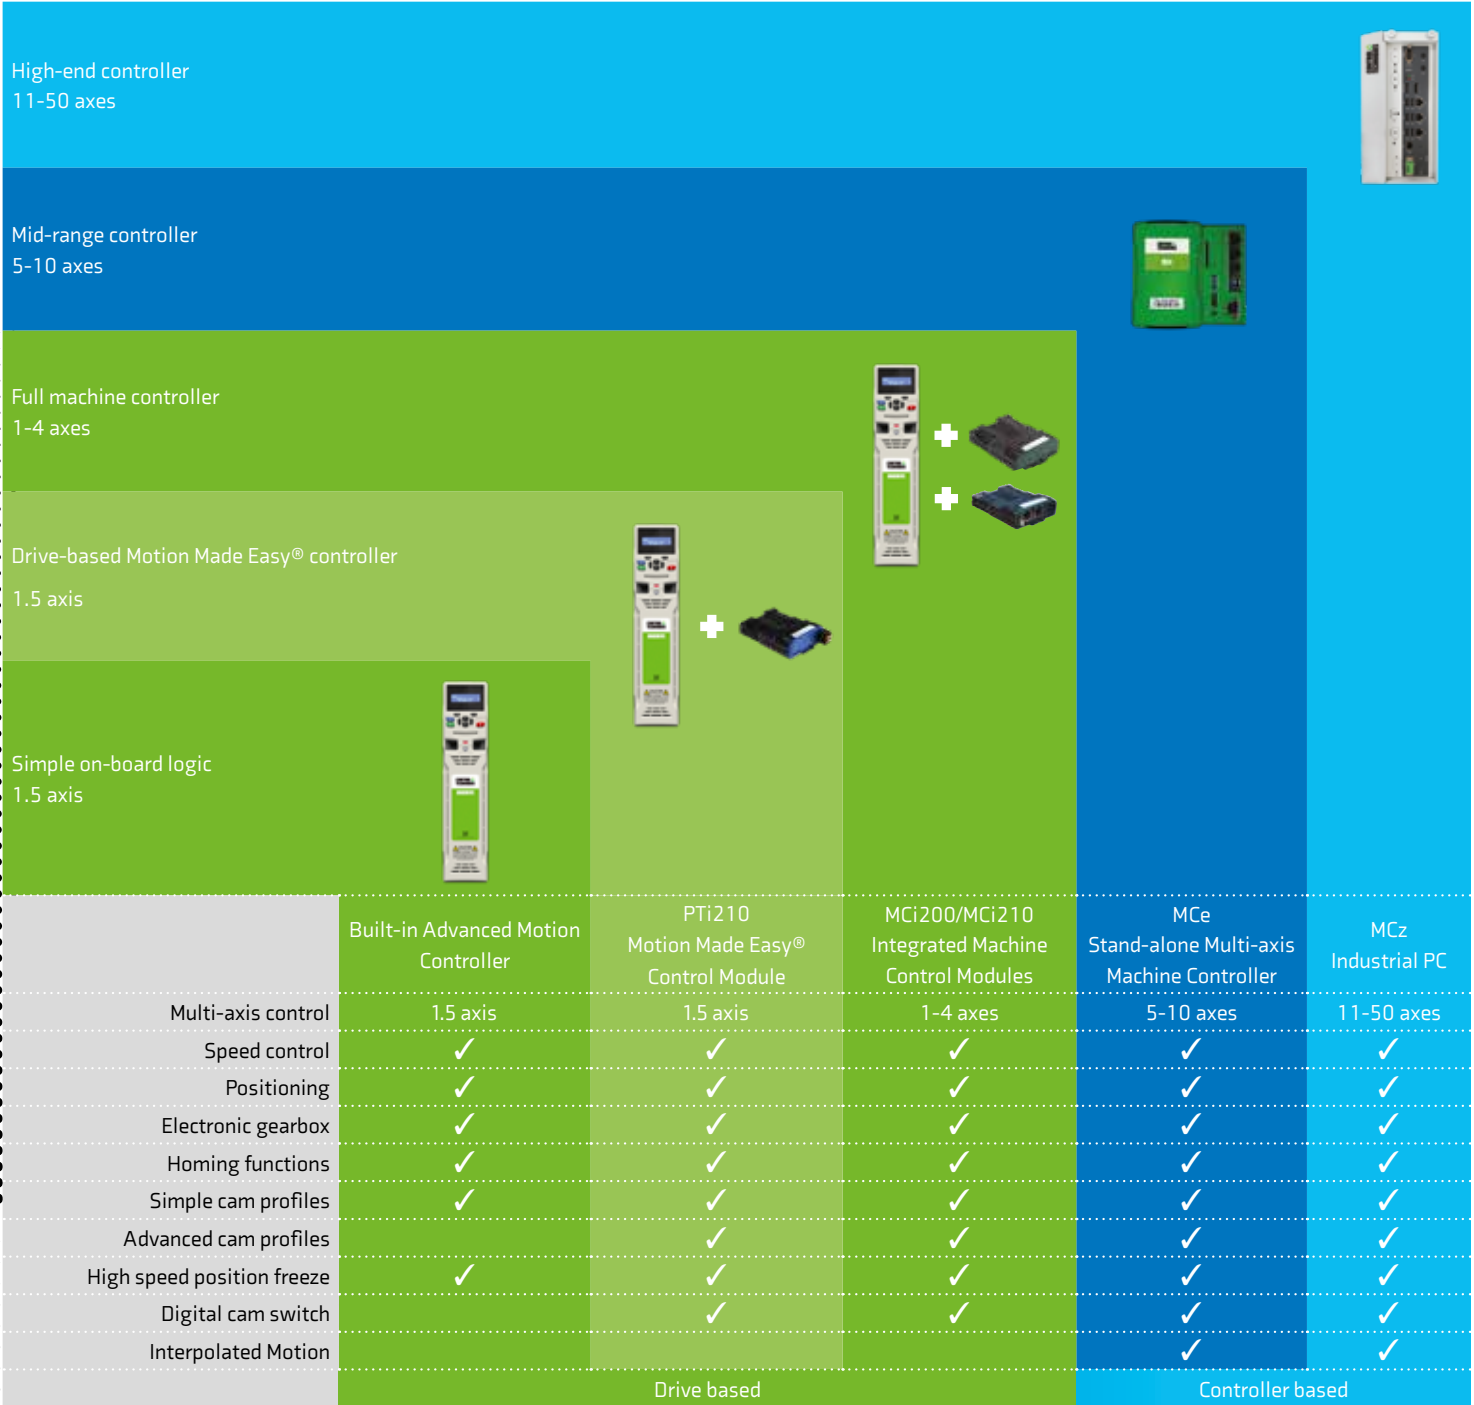 High-end controller
11-50 axes
Mid-range controller
5-10 axes
Full machine controller
1-4 axes
Drive-based Motion Made Easy® controller
1.5 axis
Simple on-board logic
1.5 axis
Built-in Advanced Motion
Controller
PTi210
Motion Made Easy®
Control Module
MCi200/MCi210
Integrated Machine
Control Modules
MCe
Stand-alone Multi-axis
Machine Controller
MCz
Industrial PC
Multi-axis control 1.5 axis 1.5 axis 1-4 axes 5-10 axes 11-50 axes
Speed control ✓ ✓ ✓ ✓ ✓
Positioning ✓ ✓ ✓ ✓ ✓
Electronic gearbox ✓ ✓ ✓ ✓ ✓
Homing functions ✓ ✓ ✓ ✓ ✓
Simple cam profiles ✓ ✓ ✓ ✓ ✓
Advanced cam profiles ✓ ✓ ✓ ✓
High speed position freeze ✓ ✓ ✓ ✓ ✓
Digital cam switch ✓ ✓ ✓ ✓
Interpolated Motion ✓ ✓
Drive based Controller based